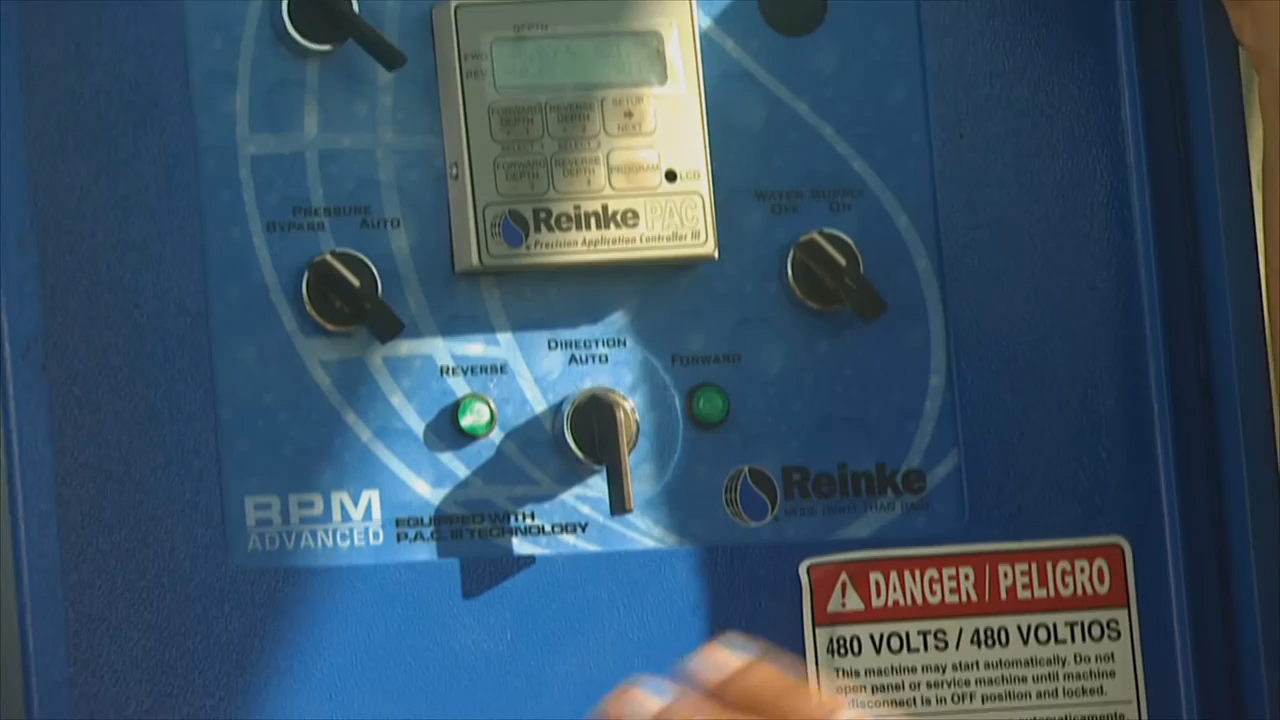 DEPTH
FWD
REV
FORWARD DEPTH + 1
REVERSE DEPTH + 2
SETUP NEXT
SELECT 1 SELECT 2
FORWARD DEPTH
REVERSE DEPTH
PROGRAM
LCD
Reinke PAC
Precision Application Controller III
PRESSURE
BYPASS AUTO
WATER SUPPLY
OFF ON
DIRECTION
AUTO
REVERSE
FORWARD
RPM
ADVANCED
EQUIPPED WITH
P.A.C. III TECHNOLOGY
Reinke
DANGER / PELIGRO
480 VOLTS / 480 VOLTIOS
This machine may start automatically. Do not
open panel or service machine until machine
disconnect is in OFF position and locked.
automaticamente